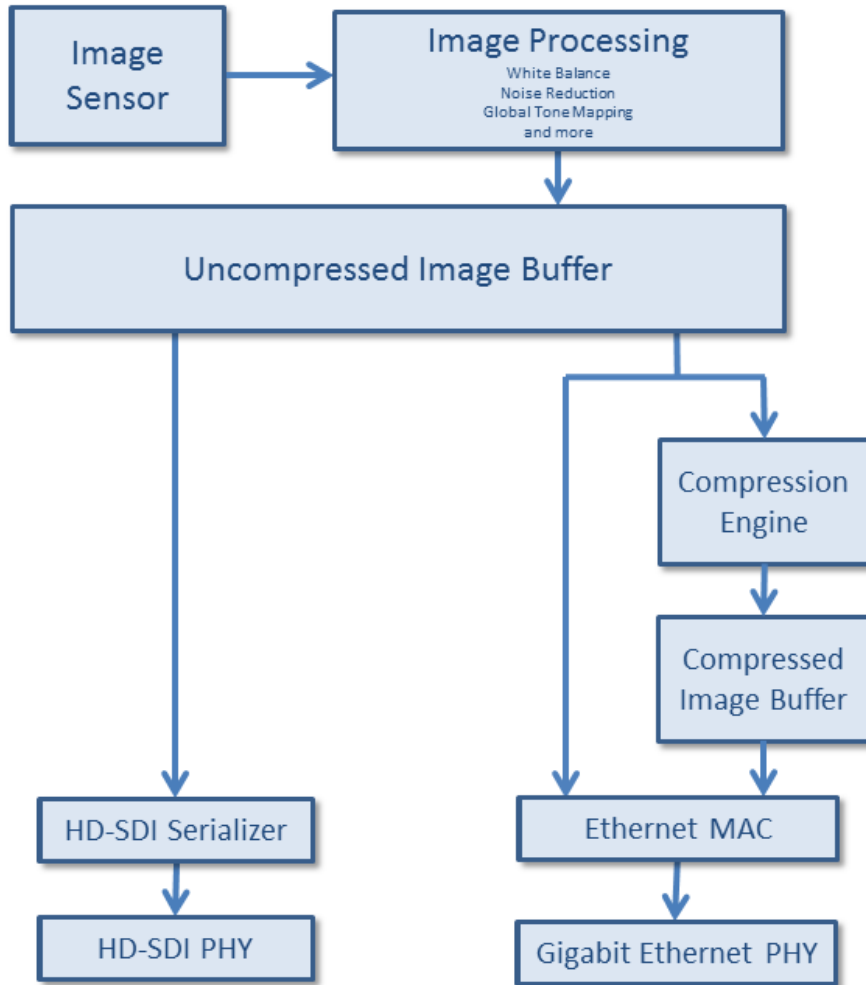 Image
Sensor
Image Processing
White Balance
Noise Reduction
Global Tone Mapping
and more
Uncompressed Image Buffer
Compression
Engine
Compressed
Image Buffer
HD-SDI Serializer
Ethernet MAC
HD-SDI PHY
Gigabit Ethernet PHY